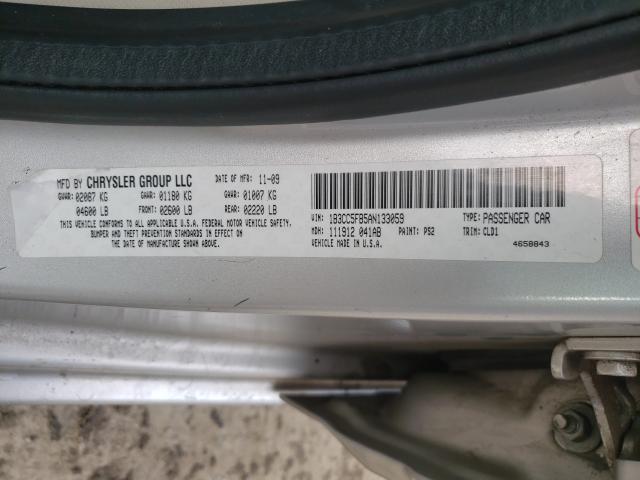 MFD BY CHRYSLER GROUP LLC DATE OF MFR: 11-09
GVWR: 02087 KG GAWR: 01180 KG GAWR: 01007 KG
04600 LB FRONT: 02600 LB REAR: 02220 LB
THIS VEHICLE CONFORMS TO ALL APPLICABLE U.S.A. FEDERAL MOTOR VEHICLE SAFETY,
BUMPER AND THEFT PREVENTION STANDARDS IN EFFECT ON
THE DATE OF MANUFACTURE SHOWN ABOVE.
VIN: 1B3CC5FB5AN133059 TYPE: PASSENGER CAR
MDH: 111912 041AB PAINT: PS2 TRIM: CLD1
VEHICLE MADE IN U.S.A. 4658843